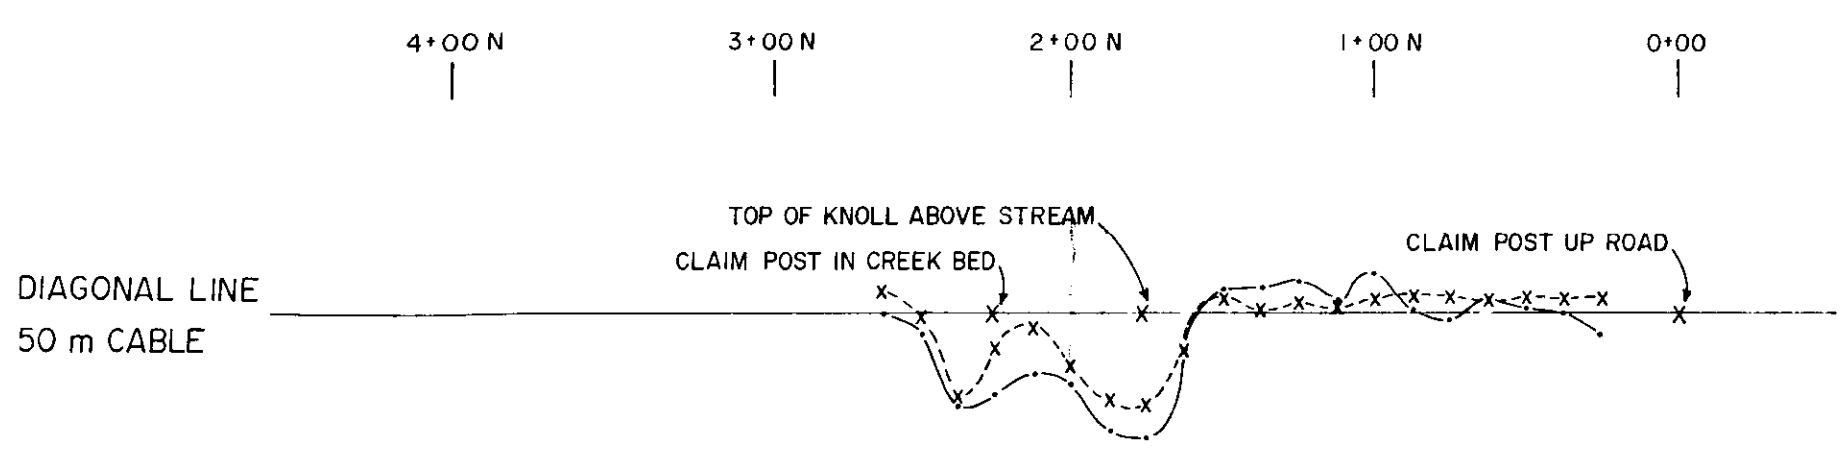 4+00 N 3+00 N 2+00 N 1+00 N 0+00
TOP OF KNOLL ABOVE STREAM
CLAIM POST UP ROAD
CLAIM POST IN CREEK BED
DIAGONAL LINE
50 m CABLE